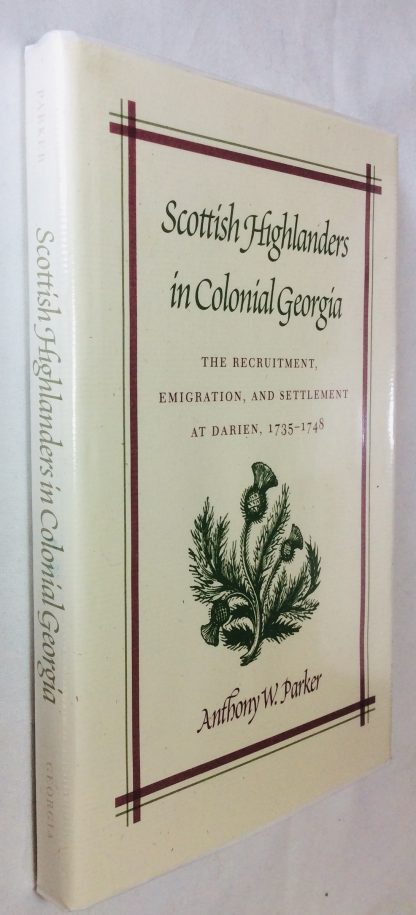 PARKER
Scottish Highlanders in Colonial Georgia
GEORGIA
Scottish Highlanders
in Colonial Georgia
THE RECRUITMENT,
EMIGRATION, AND SETTLEMENT
AT DARIEN, 1735–1748
Anthony W. Parker